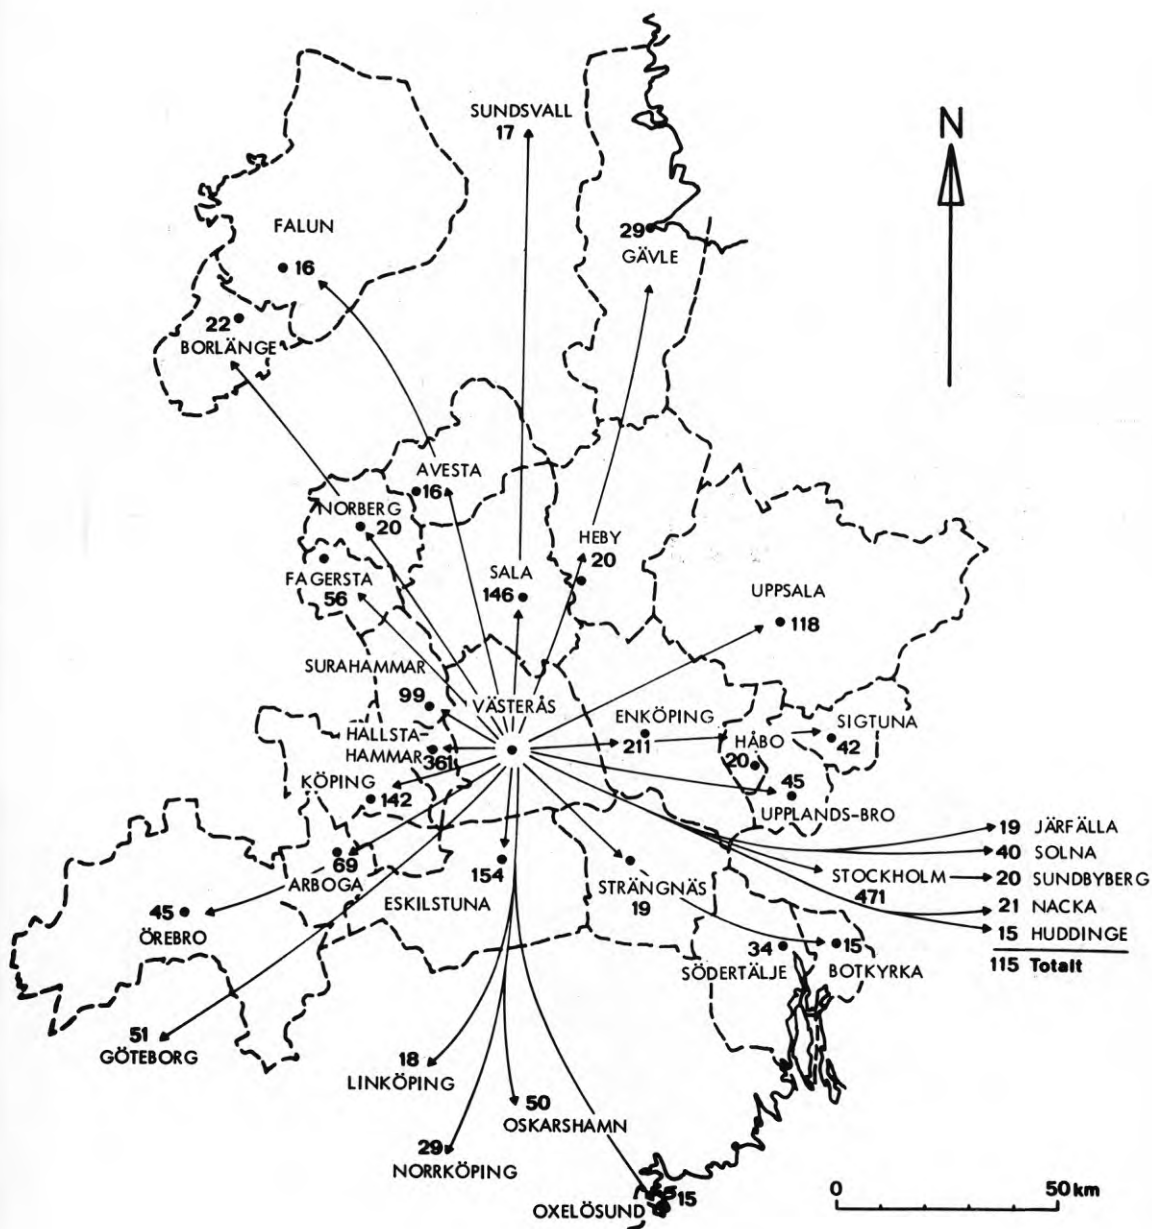 SUNDSVALL
17
N
FALUN
16
29
GÄVLE
22
BORLÄNGE
AVESTA
16
NORBERG
20
HEBY
20
FAGERSTA
56
SALA
146
UPPSALA
118
SURAHAMMAR
99
VÄSTERÅS
ENKÖPING
211
SIGTUNA
42
HÅBO
20
HALLSTA-
HAMMAR 361
KÖPING
142
45
UPPLANDS-BRO
19 JÄRFÄLLA
40 SOLNA
STOCKHOLM
471
20 SUNDBYBERG
21 NACKA
15 HUDDINGE
115 Totalt
69
ARBOGA
154
ESKILSTUNA
STRÄNGNÄS
19
45
ÖREBRO
34
SÖDERTÄLJE
15
BOTKYRKA
51
GÖTEBORG
18
LINKÖPING
50
OSKARSHAMN
29
NORRKÖPING
OXELÖSUND
15
0 50 km